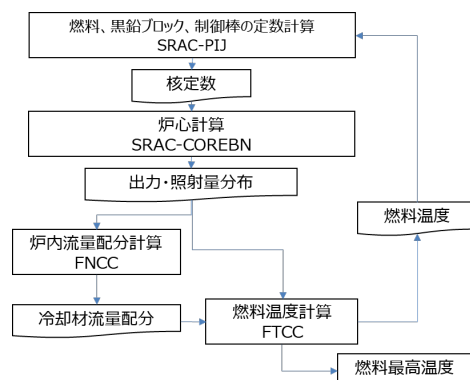 燃料、黒鉛ブロック、制御棒の定数計算
SRAC-PIJ
核定数
炉心計算
SRAC-COREBN
出力・照射量分布
燃料温度
炉内流量配分計算
FNCC
冷却材流量配分
燃料温度計算
FTCC
燃料最高温度